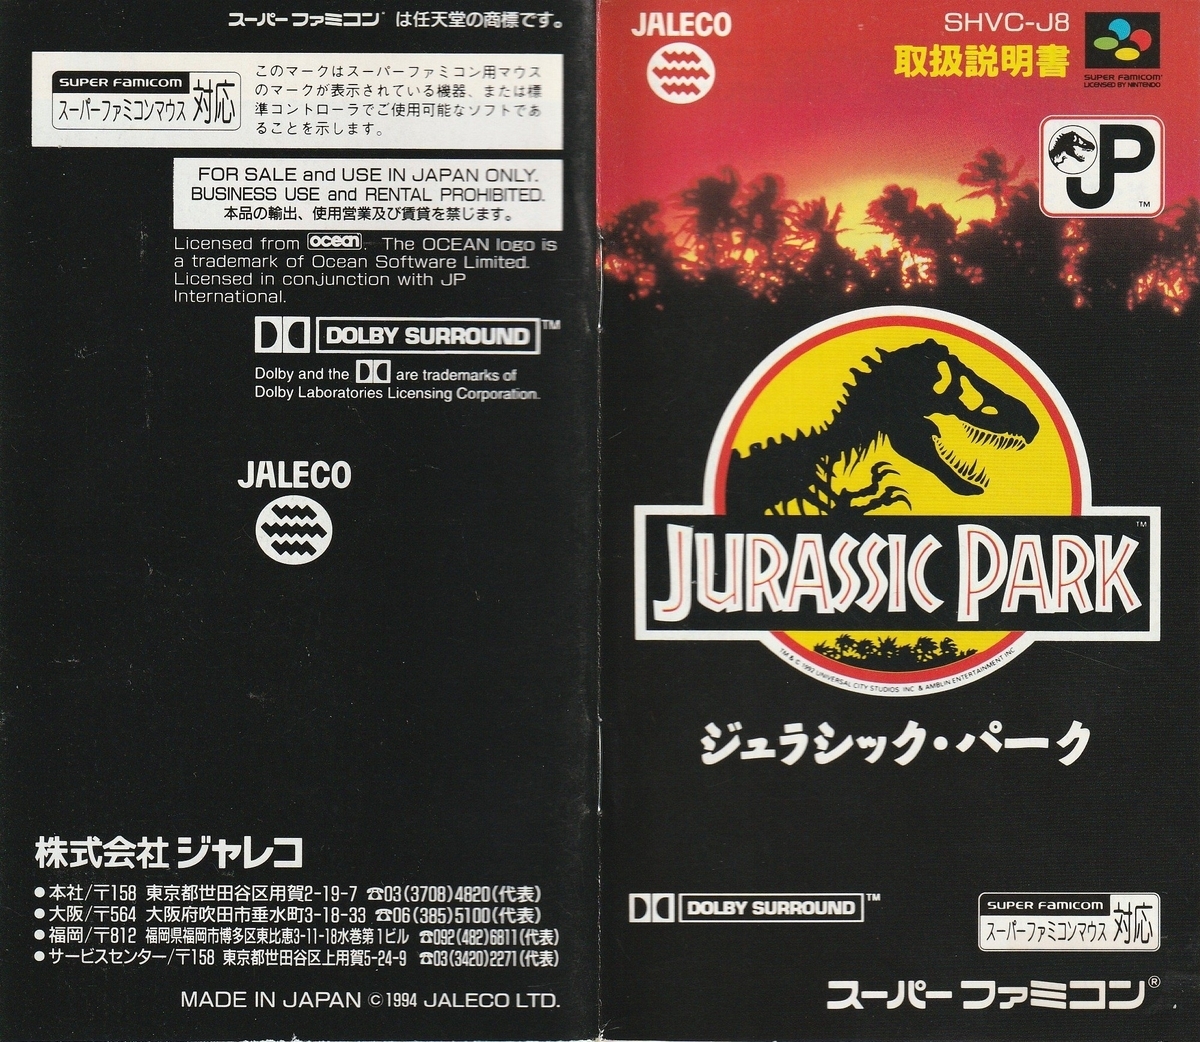 スーパーファミコン®は任天堂の商標です。
SUPER FAMICOM
スーパーファミコンマウス 対応
このマークはスーパーファミコン用マウス
のマークが表示されている機器、または標
準コントローラでご使用可能なソフトであ
ることを示します。
FOR SALE and USE IN JAPAN ONLY.
BUSINESS USE and RENTAL PROHIBITED.
本品の輸出、使用営業及び賃貸を禁じます。
Licensed from ocean. The OCEAN logo is
a trademark of Ocean Software Limited.
Licensed in conjunction with JP
International.
DOLBY SURROUND™
Dolby and the are trademarks of
Dolby Laboratories Licensing Corporation.
JALECO
株式会社 ジャレコ
●本社/〒158 東京都世田谷区用賀2-19-7 ☎03(3708)4820(代表)
●大阪/〒564 大阪府吹田市垂水町3-18-33 ☎06(385)5100(代表)
●福岡/〒812 福岡県福岡市博多区東比恵3-11-18水巻第1ビル ☎092(482)6811(代表)
●サービスセンター/〒158 東京都世田谷区上用賀5-24-9 ☎03(3420)2271(代表)
MADE IN JAPAN ©1994 JALECO LTD.
JALECO
SHVC-J8
取扱説明書
SUPER FAMICOM®
LICENSED BY NINTENDO
JP
™
JURASSIC PARK™
TM & © 1992 UNIVERSAL CITY STUDIOS, INC & AMBLIN ENTERTAINMENT INC
ジュラシック・パーク
DOLBY SURROUND™
SUPER FAMICOM
スーパーファミコンマウス 対応
スーパーファミコン®